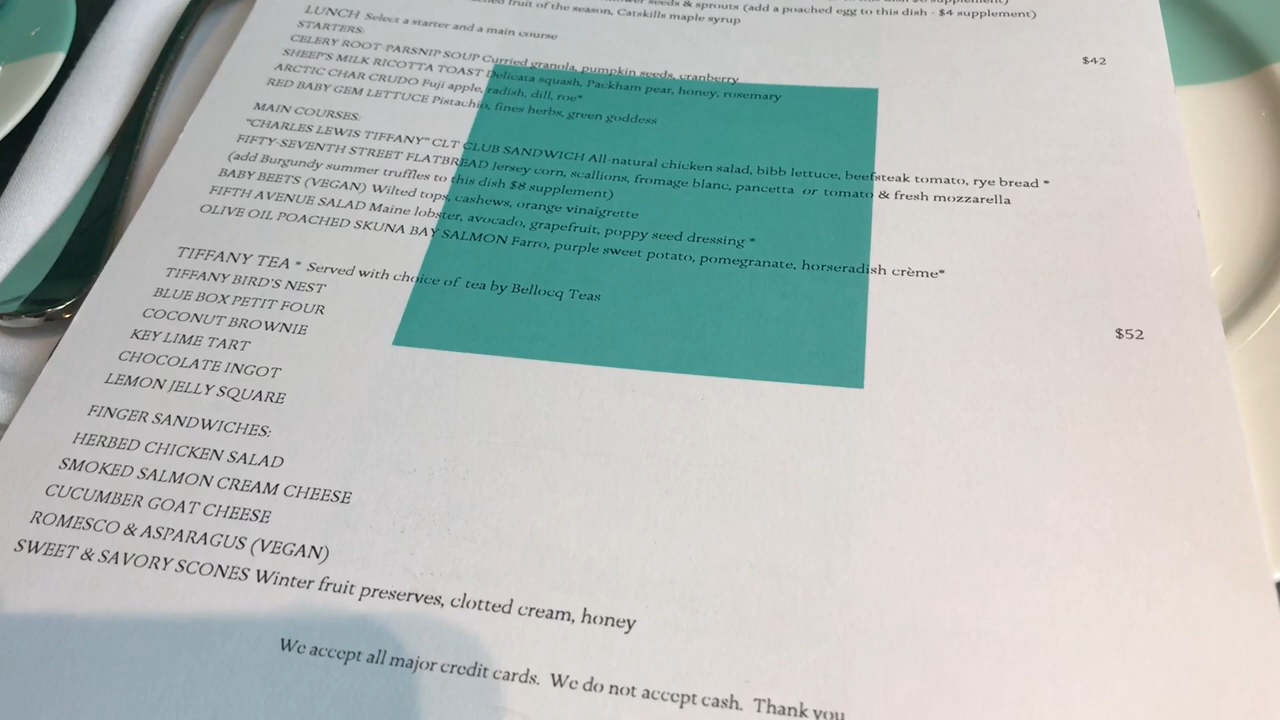 fruit of the season, Catskills maple syrup
seeds & sprouts (add a poached egg to this dish - $4 supplement)
LUNCH Select a starter and a main course
$42
STARTERS:
CELERY ROOT-PARSNIP SOUP Curried granola, pumpkin seeds, cranberry
SHEEP'S MILK RICOTTA TOAST Delicata squash, Packham pear, honey, rosemary
ARCTIC CHAR CRUDO Fuji apple, radish, dill, roe*
RED BABY GEM LETTUCE Pistachio, fines herbs, green goddess
MAIN COURSES:
"CHARLES LEWIS TIFFANY" CLT CLUB SANDWICH All-natural chicken salad, bibb lettuce, beefsteak tomato, rye bread *
FIFTY-SEVENTH STREET FLATBREAD Jersey corn, scallions, fromage blanc, pancetta or tomato & fresh mozzarella
(add Burgundy summer truffles to this dish $8 supplement)
BABY BEETS (VEGAN) Wilted tops, cashews, orange vinaigrette
FIFTH AVENUE SALAD Maine lobster, avocado, grapefruit, poppy seed dressing *
OLIVE OIL POACHED SKUNA BAY SALMON Farro, purple sweet potato, pomegranate, horseradish crème*
TIFFANY TEA * Served with choice of tea by Bellocq Teas
$52
TIFFANY BIRD'S NEST
BLUE BOX PETIT FOUR
COCONUT BROWNIE
KEY LIME TART
CHOCOLATE INGOT
LEMON JELLY SQUARE
FINGER SANDWICHES:
HERBED CHICKEN SALAD
SMOKED SALMON CREAM CHEESE
CUCUMBER GOAT CHEESE
ROMESCO & ASPARAGUS (VEGAN)
SWEET & SAVORY SCONES Winter fruit preserves, clotted cream, honey
We accept all major credit cards. We do not accept cash. Thank you